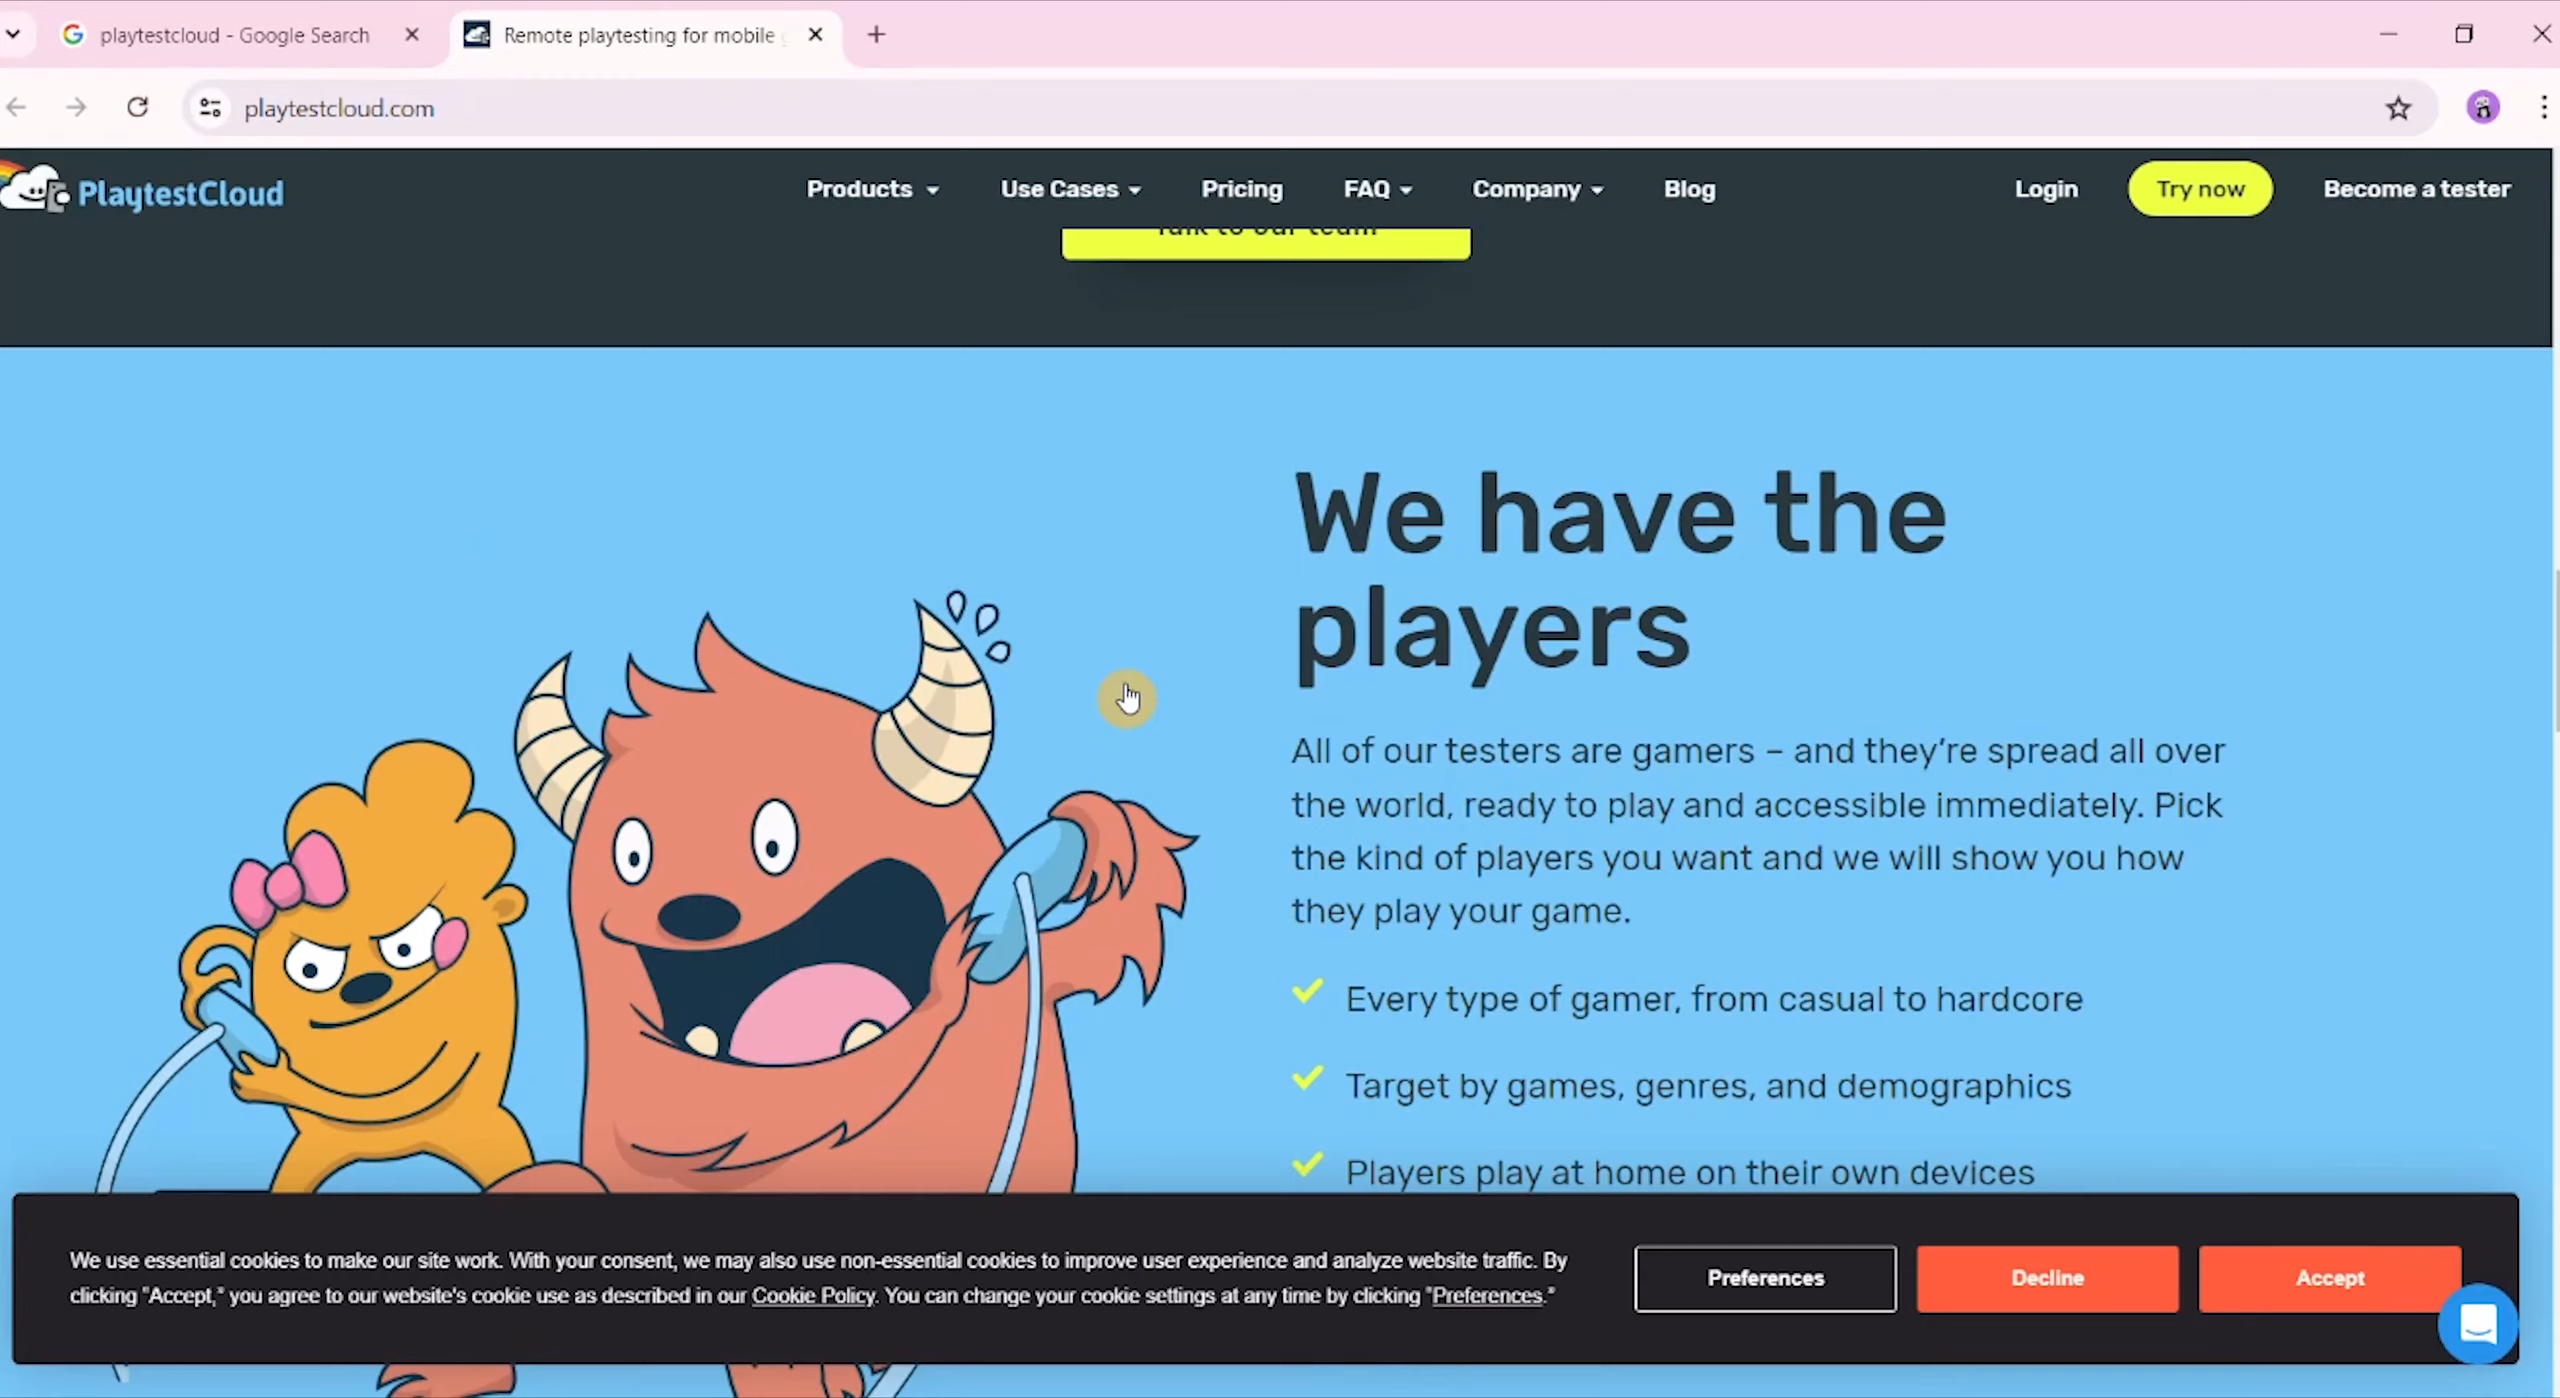 playtestcloud - Google Search
Remote playtesting for mobile
playtestcloud.com
PlaytestCloud
Products
Use Cases
Pricing
FAQ
Company
Blog
Login
Try now
Become a tester
Talk to our team
We have the
players
All of our testers are gamers – and they're spread all over
the world, ready to play and accessible immediately. Pick
the kind of players you want and we will show you how
they play your game.
Every type of gamer, from casual to hardcore
Target by games, genres, and demographics
Players play at home on their own devices
We use essential cookies to make our site work. With your consent, we may also use non-essential cookies to improve user experience and analyze website traffic. By
clicking "Accept," you agree to our website's cookie use as described in our Cookie Policy. You can change your cookie settings at any time by clicking "Preferences."
Preferences
Decline
Accept